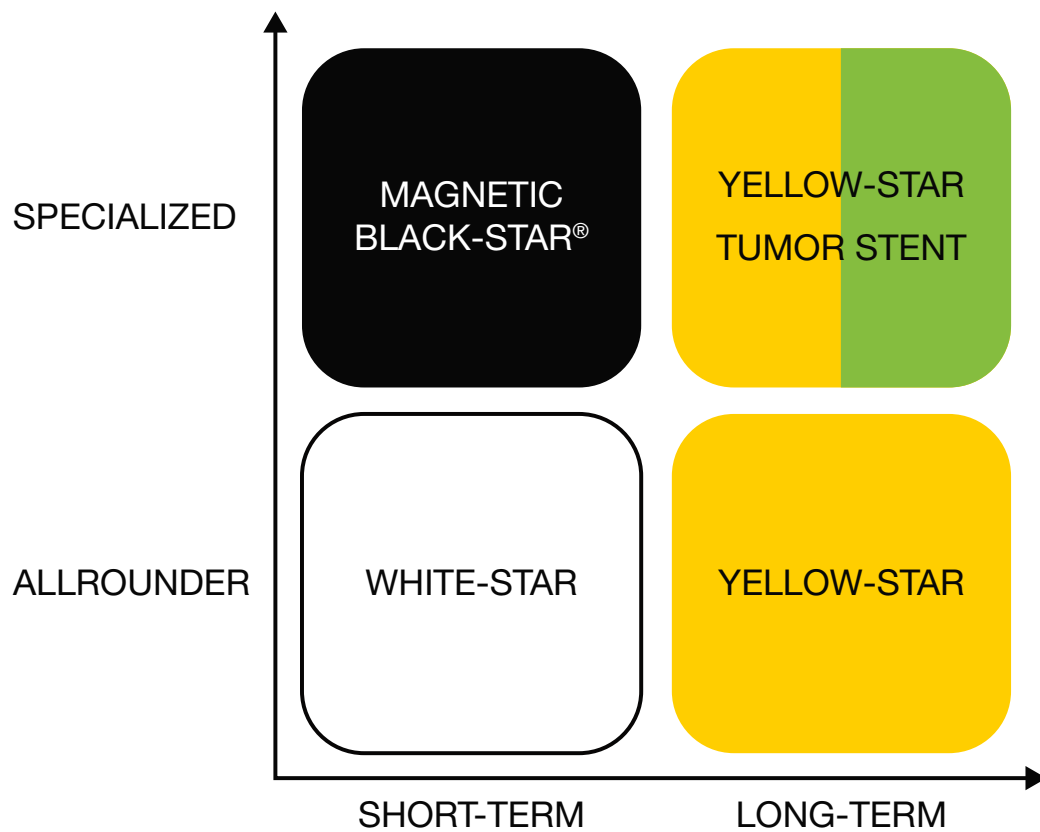 SPECIALIZED
MAGNETIC
BLACK-STAR®
YELLOW-STAR
TUMOR STENT
ALLROUNDER
WHITE-STAR
YELLOW-STAR
SHORT-TERM
LONG-TERM